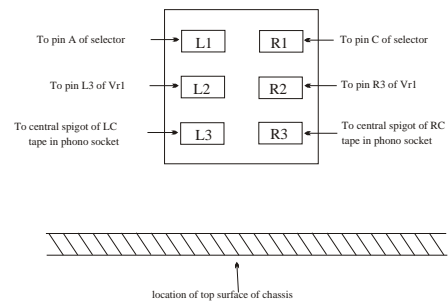 To pin A of selector
L1
R1
To pin C of selector
To pin L3 of Vr1
L2
R2
To pin R3 of Vr1
To central spigot of LC
tape in phono socket
L3
R3
To central spigot of RC
tape in phono socket
location of top surface of chassis